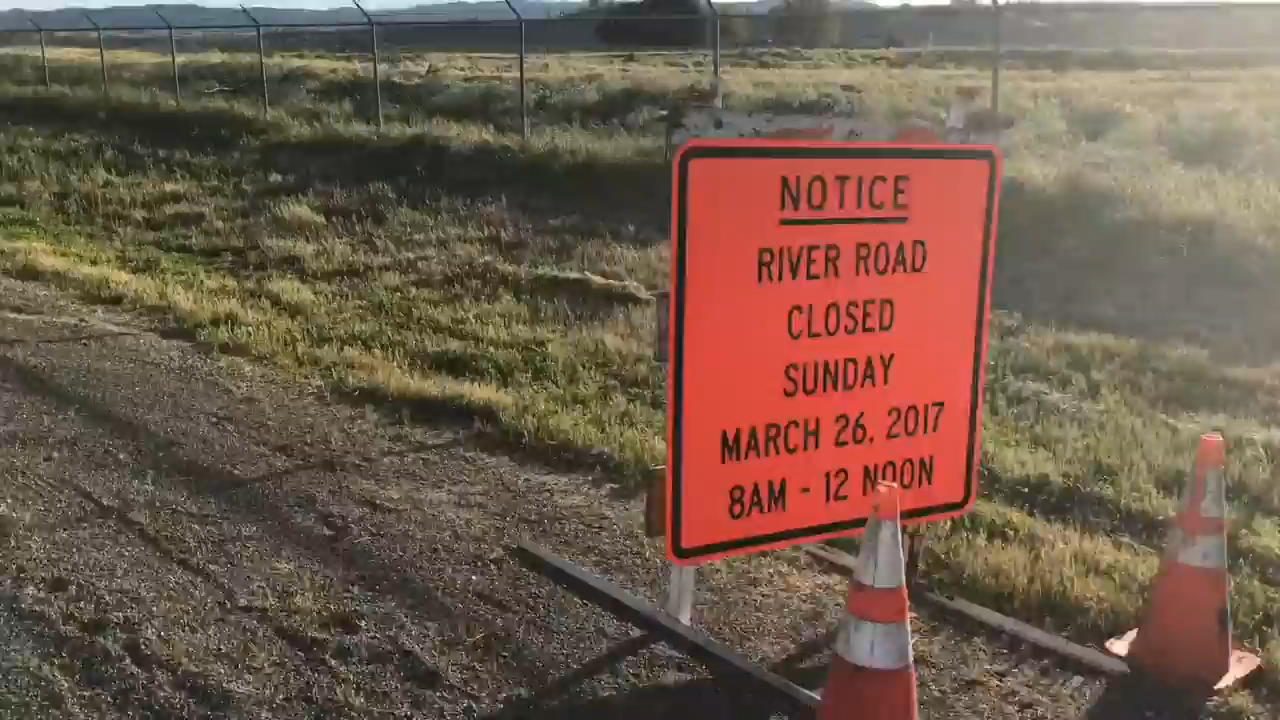 NOTICE
RIVER ROAD
CLOSED
SUNDAY
MARCH 26, 2017
8AM - 12 NOON